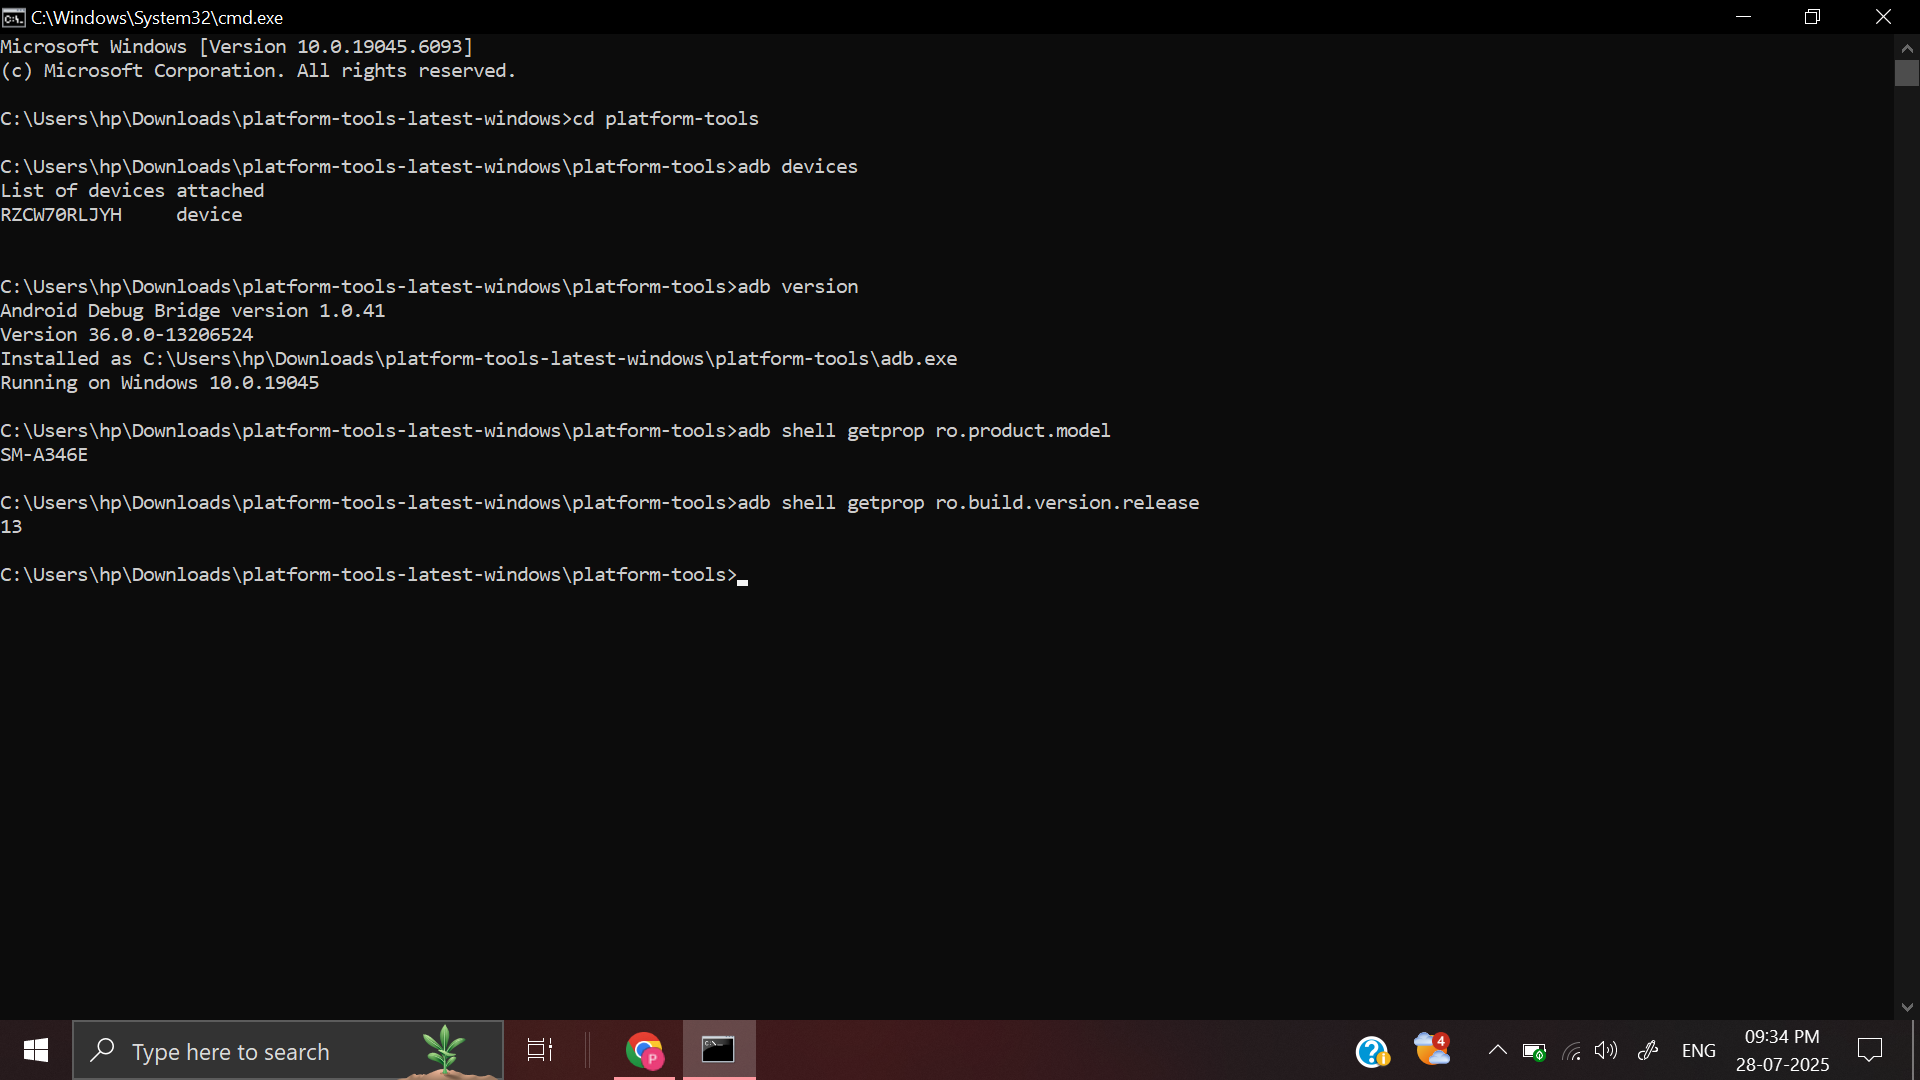 C:\Windows\System32\cmd.exe
Microsoft Windows [Version 10.0.19045.6093]
(c) Microsoft Corporation. All rights reserved.
C:\Users\hp\Downloads\platform-tools-latest-windows>cd platform-tools
C:\Users\hp\Downloads\platform-tools-latest-windows\platform-tools>adb devices
List of devices attached
RZCW70RLJYH     device
C:\Users\hp\Downloads\platform-tools-latest-windows\platform-tools>adb version
Android Debug Bridge version 1.0.41
Version 36.0.0-13206524
Installed as C:\Users\hp\Downloads\platform-tools-latest-windows\platform-tools\adb.exe
Running on Windows 10.0.19045
C:\Users\hp\Downloads\platform-tools-latest-windows\platform-tools>adb shell getprop ro.product.model
SM-A346E
C:\Users\hp\Downloads\platform-tools-latest-windows\platform-tools>adb shell getprop ro.build.version.release
13
C:\Users\hp\Downloads\platform-tools-latest-windows\platform-tools>
Type here to search
P
4
ENG
09:34 PM
28-07-2025